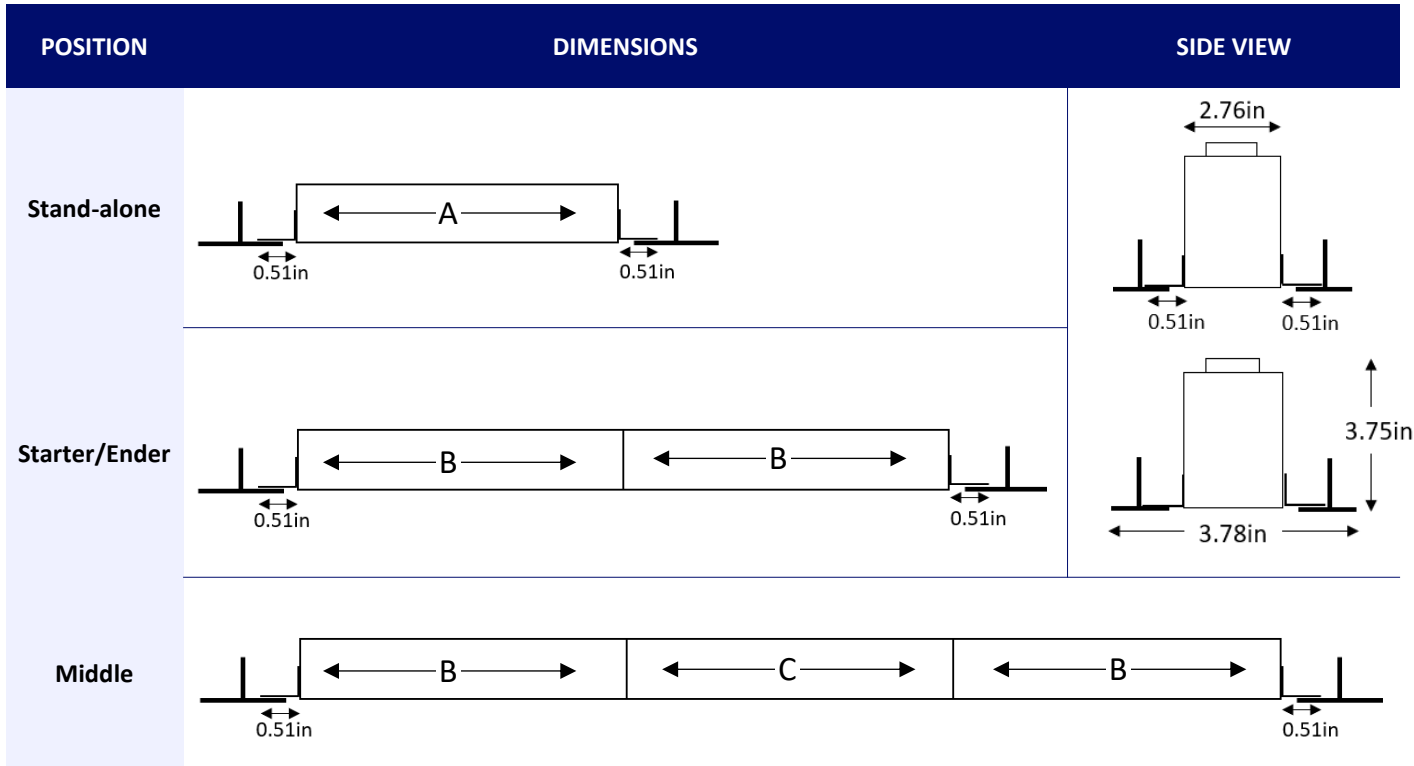 POSITION DIMENSIONS SIDE VIEW
Stand-alone
A
0.51in 0.51in
2.76in
0.51in 0.51in
Starter/Ender
B B
0.51in 0.51in
3.75in
3.78in
Middle
B C B
0.51in 0.51in